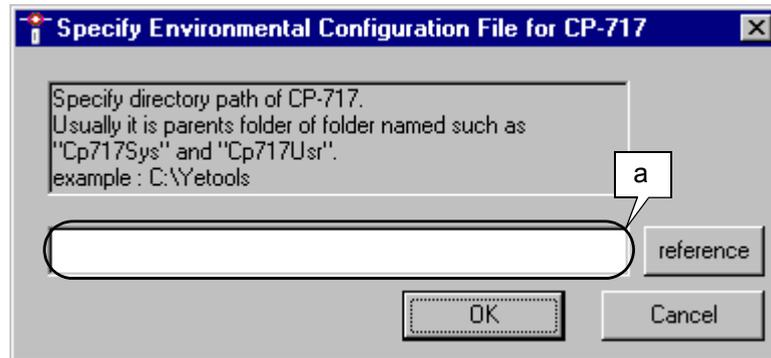 Specify Environmental Configuration File for CP-717
Specify directory path of CP-717.
Usually it is parents folder of folder named such as
"Cp717Sys" and "Cp717Usr".
example : C:\Yetools
a
reference
OK
Cancel